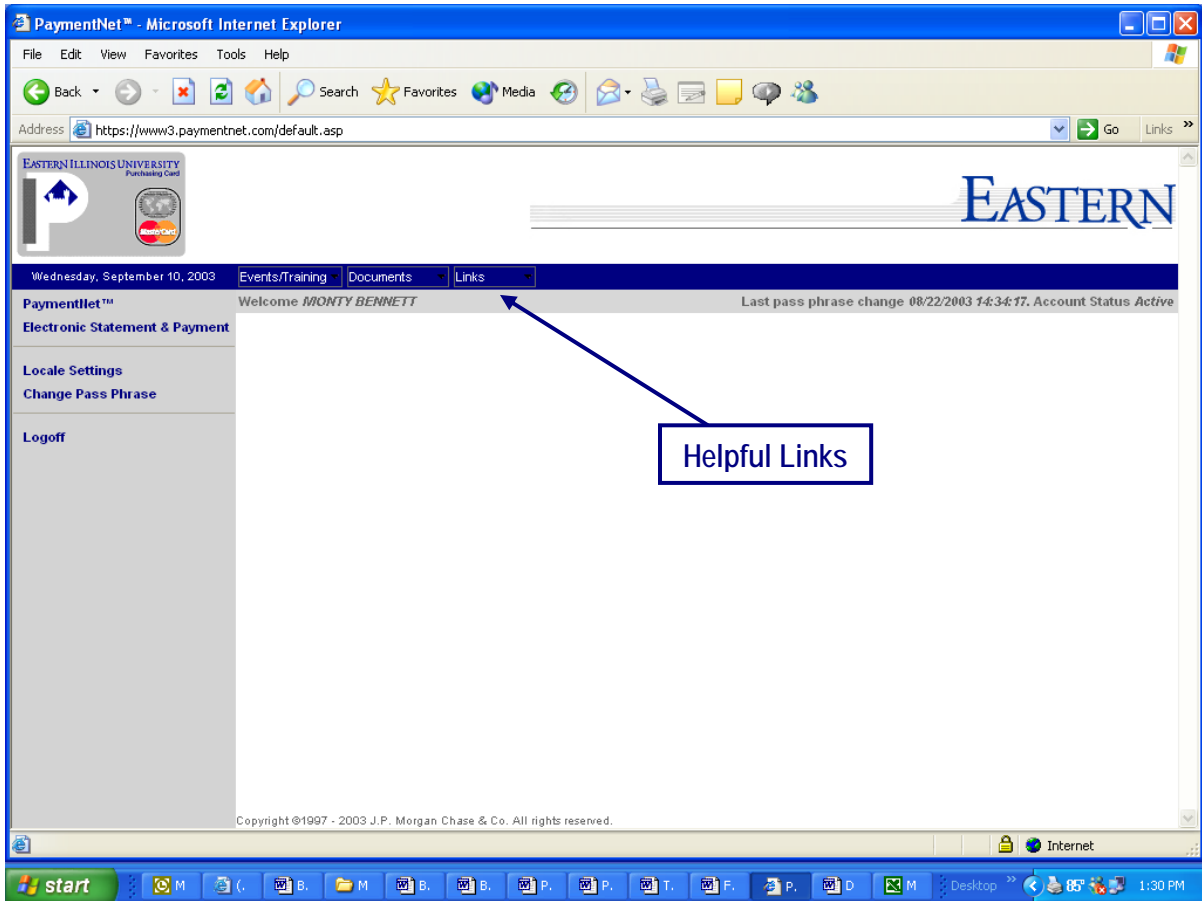 PaymentNet™ - Microsoft Internet Explorer
File Edit View Favorites Tools Help
Back Search Favorites Media
Address https://www3.paymentnet.com/default.asp Go Links »
EASTERN ILLINOIS UNIVERSITY
Purchasing Card
P
MasterCard
EASTERN
Wednesday, September 10, 2003 Events/Training Documents Links
PaymentNet™ Welcome MONTY BENNETT Last pass phrase change 08/22/2003 14:34:17. Account Status Active
Electronic Statement & Payment
Locale Settings
Change Pass Phrase
Logoff
Helpful Links
Copyright ©1997 - 2003 J.P. Morgan Chase & Co. All rights reserved.
Internet
start M (. B. M B. B. P. P. T. F. P. D M Desktop » 85° 1:30 PM